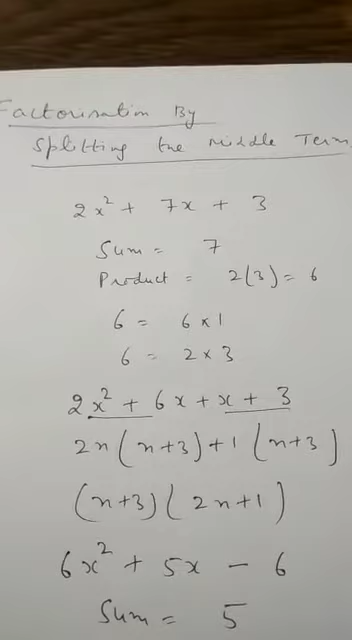 Factorisation By
Splitting the Middle Term
2x² + 7x + 3
Sum = 7
Product = 2(3) = 6
6 = 6 x 1
6 = 2 x 3
2x² + 6x + x + 3
2x(x+3)+1(x+3)
(x+3)(2x+1)
6x² + 5x - 6
Sum = 5